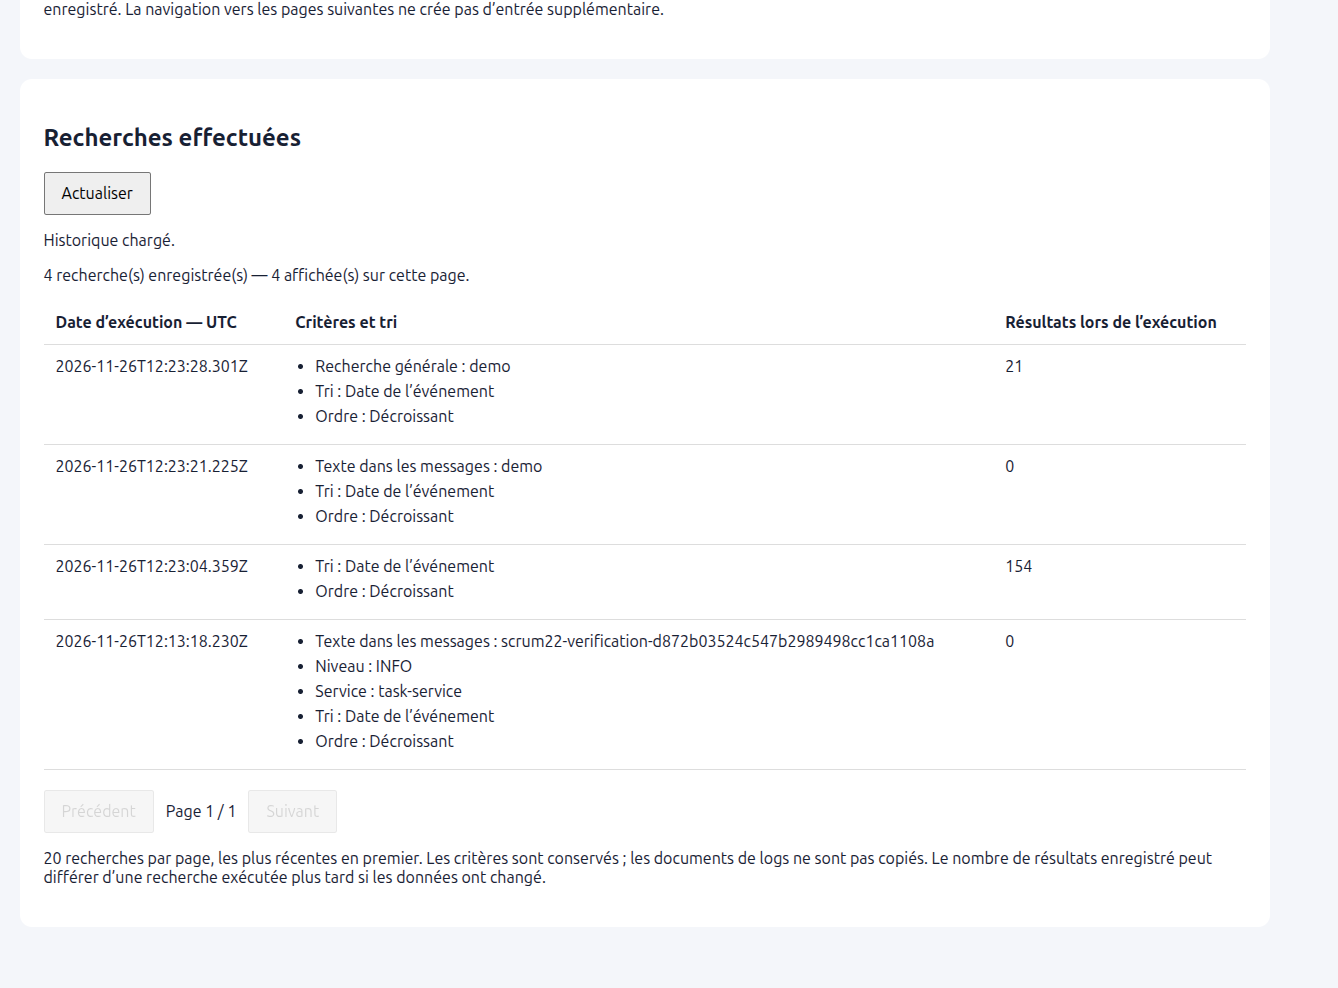 enregistré. La navigation vers les pages suivantes ne crée pas d’entrée supplémentaire.
Recherches effectuées
Actualiser
Historique chargé.
4 recherche(s) enregistrée(s) — 4 affichée(s) sur cette page.
Date d’exécution — UTC Critères et tri Résultats lors de l’exécution
2026-11-26T12:23:28.301Z • Recherche générale : demo 21
• Tri : Date de l’événement
• Ordre : Décroissant
2026-11-26T12:23:21.225Z • Texte dans les messages : demo 0
• Tri : Date de l’événement
• Ordre : Décroissant
2026-11-26T12:23:04.359Z • Tri : Date de l’événement 154
• Ordre : Décroissant
2026-11-26T12:13:18.230Z • Texte dans les messages : scrum22-verification-d872b03524c547b2989498cc1ca1108a 0
• Niveau : INFO
• Service : task-service
• Tri : Date de l’événement
• Ordre : Décroissant
Précédent Page 1 / 1 Suivant
20 recherches par page, les plus récentes en premier. Les critères sont conservés ; les documents de logs ne sont pas copiés. Le nombre de résultats enregistré peut
différer d’une recherche exécutée plus tard si les données ont changé.